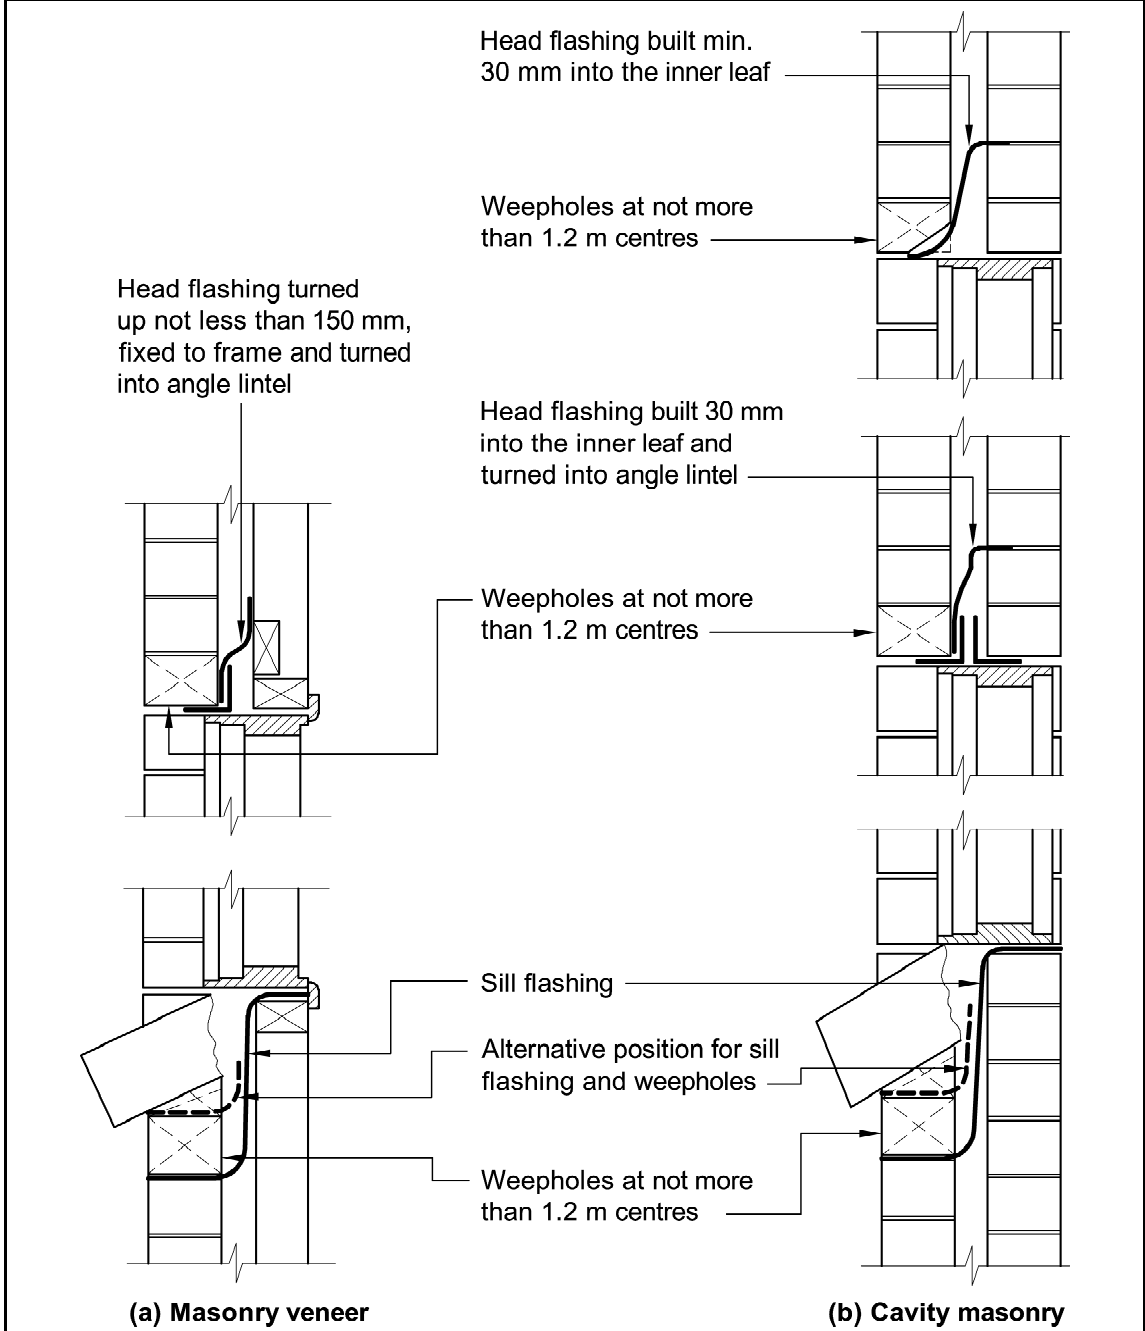 Head flashing built min.
30 mm into the inner leaf
Weepholes at not more
than 1.2 m centres
Head flashing turned
up not less than 150 mm,
fixed to frame and turned
into angle lintel
Head flashing built 30 mm
into the inner leaf and
turned into angle lintel
Weepholes at not more
than 1.2 m centres
Sill flashing
Alternative position for sill
flashing and weepholes
Weepholes at not more
than 1.2 m centres
(a) Masonry veneer
(b) Cavity masonry